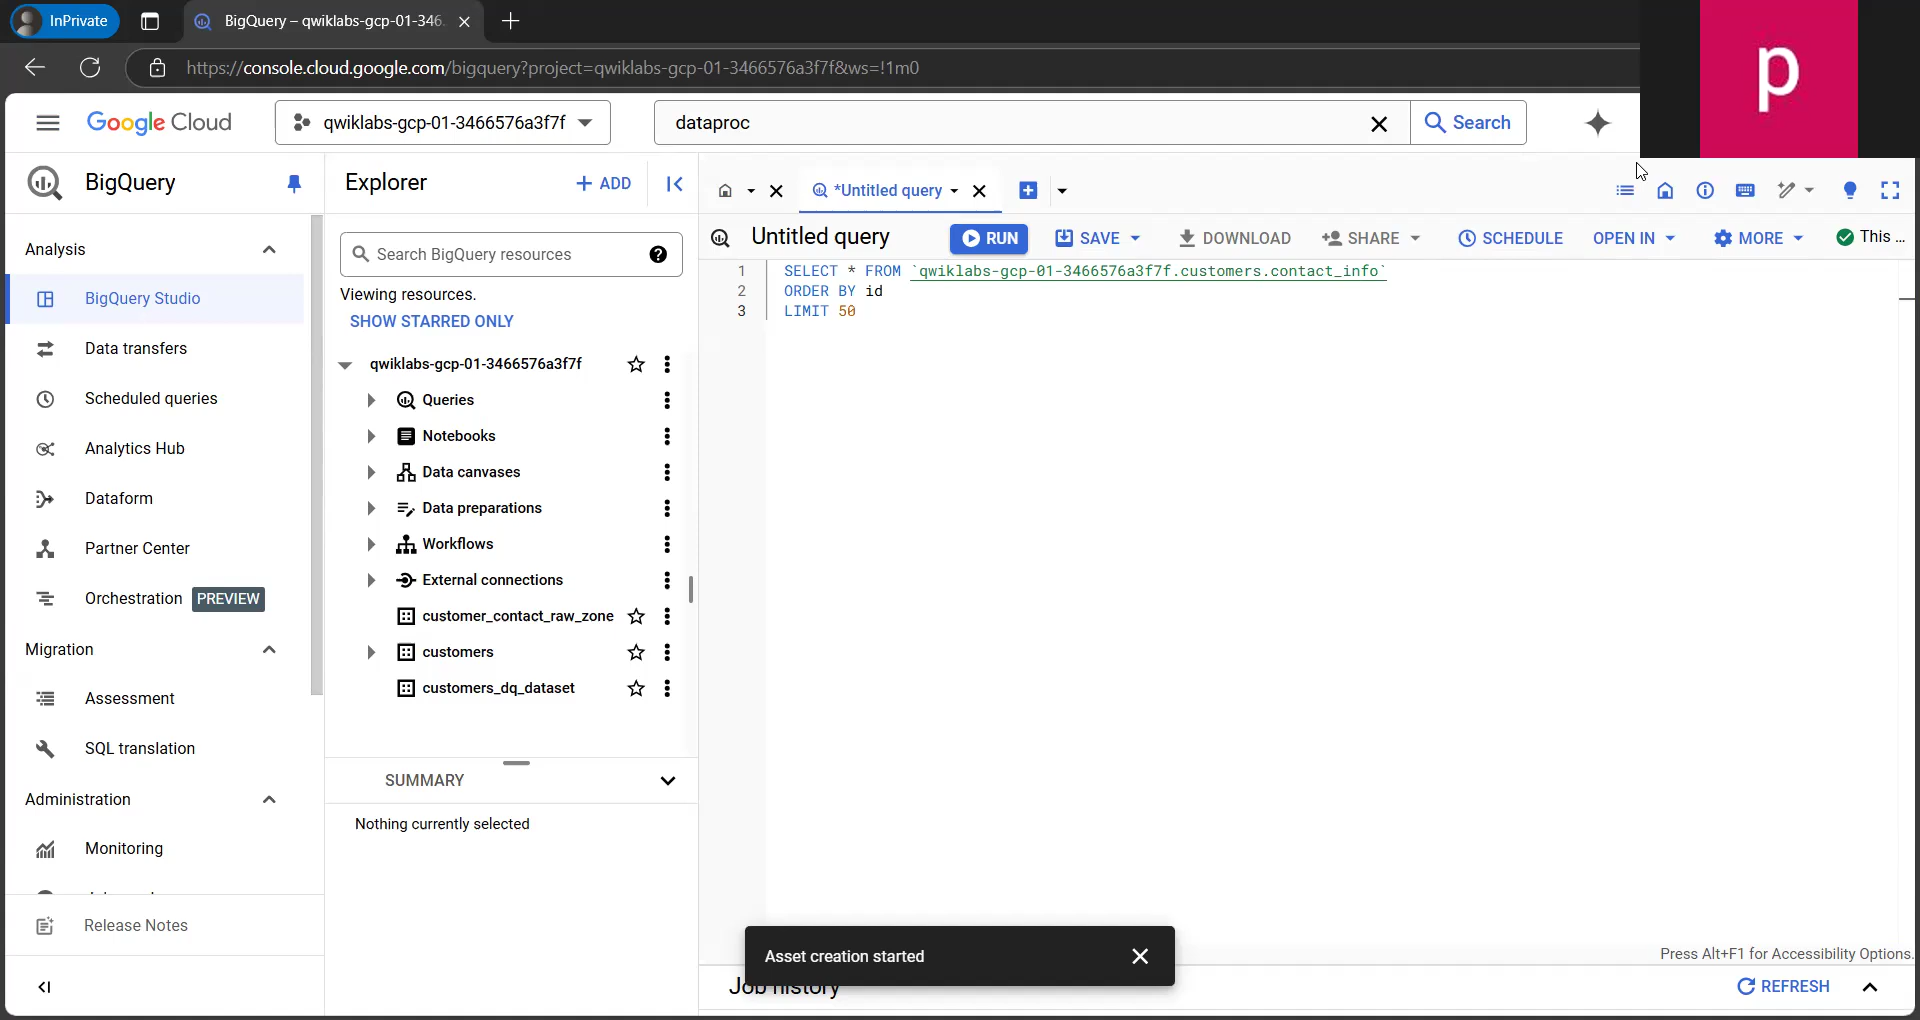 InPrivate
BigQuery – qwiklabs-gcp-01-346
https://console.cloud.google.com/bigquery?project=qwiklabs-gcp-01-3466576a3f7f&ws=!1m0
p
Google Cloud
qwiklabs-gcp-01-3466576a3f7f
dataproc
Search
BigQuery
Analysis
BigQuery Studio
Data transfers
Scheduled queries
Analytics Hub
Dataform
Partner Center
Orchestration PREVIEW
Migration
Assessment
SQL translation
Administration
Monitoring
Release Notes
Explorer
+ ADD
Search BigQuery resources
Viewing resources.
SHOW STARRED ONLY
qwiklabs-gcp-01-3466576a3f7f
Queries
Notebooks
Data canvases
Data preparations
Workflows
External connections
customer_contact_raw_zone
customers
customers_dq_dataset
SUMMARY
Nothing currently selected
*Untitled query
Untitled query
RUN
SAVE
DOWNLOAD
SHARE
SCHEDULE
OPEN IN
MORE
This ...
1 SELECT * FROM `qwiklabs-gcp-01-3466576a3f7f.customers.contact_info`
2 ORDER BY id
3 LIMIT 50
Press Alt+F1 for Accessibility Options.
Asset creation started
Job history
REFRESH